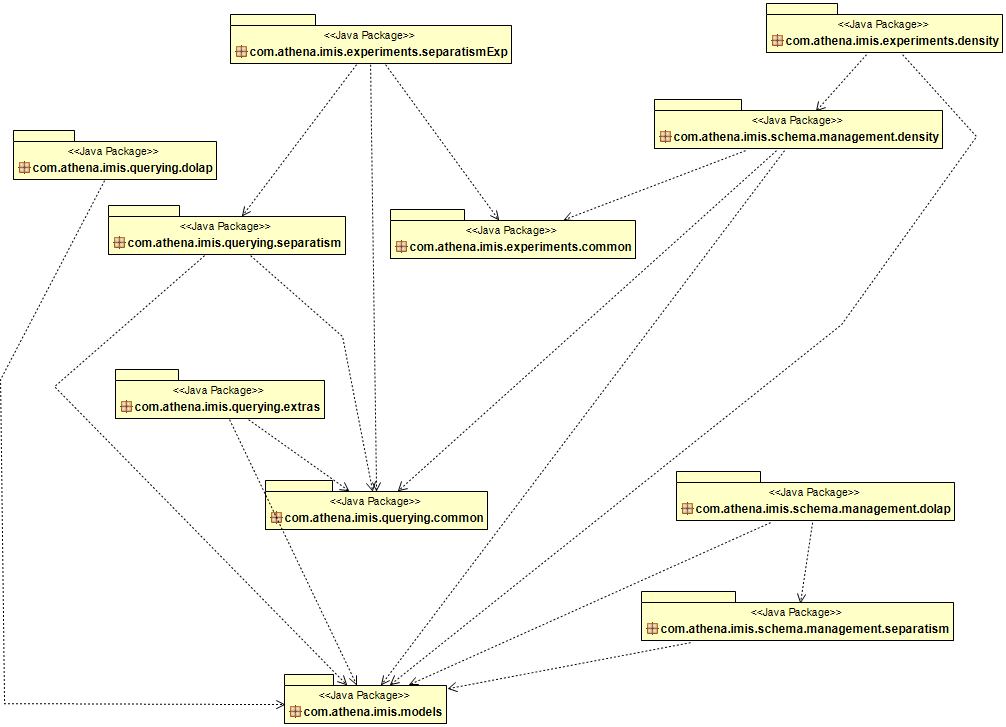 <<Java Package>>
com.athena.imis.experiments.separatismExp
<<Java Package>>
com.athena.imis.experiments.density
<<Java Package>>
com.athena.imis.schema.management.density
<<Java Package>>
com.athena.imis.querying.dolap
<<Java Package>>
com.athena.imis.querying.separatism
<<Java Package>>
com.athena.imis.experiments.common
<<Java Package>>
com.athena.imis.querying.extras
<<Java Package>>
com.athena.imis.querying.common
<<Java Package>>
com.athena.imis.schema.management.dolap
<<Java Package>>
com.athena.imis.schema.management.separatism
<<Java Package>>
com.athena.imis.models